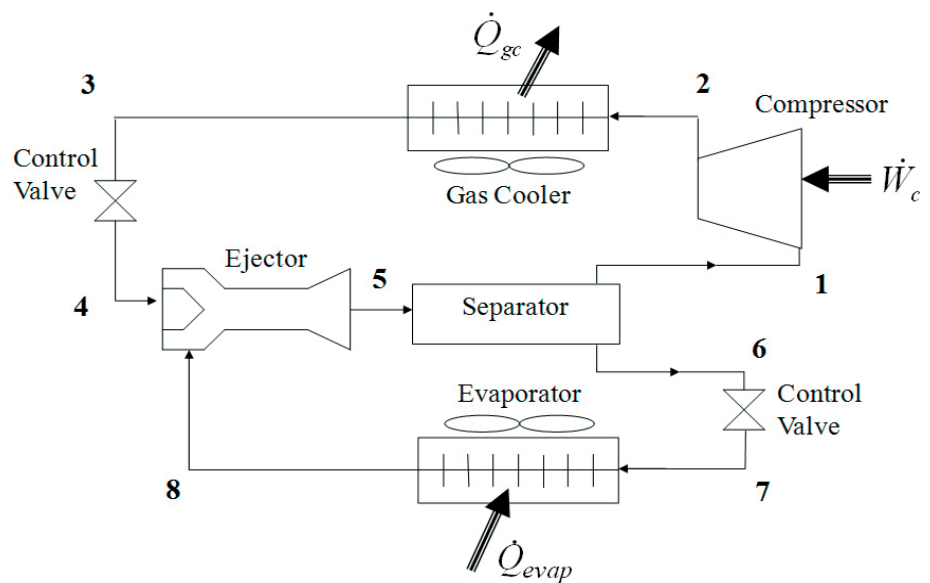 Q̇gc
3
2
Compressor
Control
Valve
Gas Cooler
Ẇc
Ejector
5
4
Separator
1
6
Evaporator
Control
Valve
8
7
Q̇evap